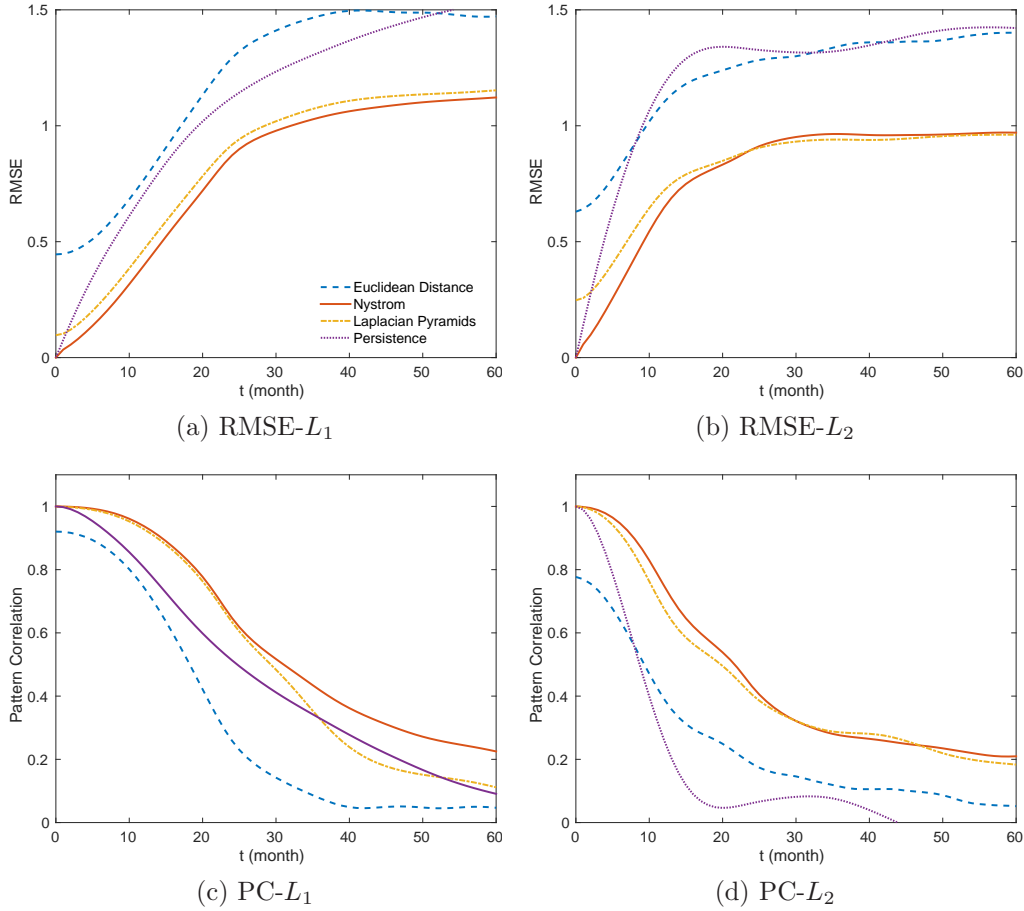 1.5
1
0.5
0
RMSE
0 10 20 30 40 50 60
t (month)
Euclidean Distance
Nystrom
Laplacian Pyramids
Persistence
(a) RMSE-L₁
1.5
1
0.5
0
RMSE
0 10 20 30 40 50 60
t (month)
(b) RMSE-L₂
1
0.8
0.6
0.4
0.2
0
Pattern Correlation
0 10 20 30 40 50 60
t (month)
(c) PC-L₁
1
0.8
0.6
0.4
0.2
0
Pattern Correlation
0 10 20 30 40 50 60
t (month)
(d) PC-L₂